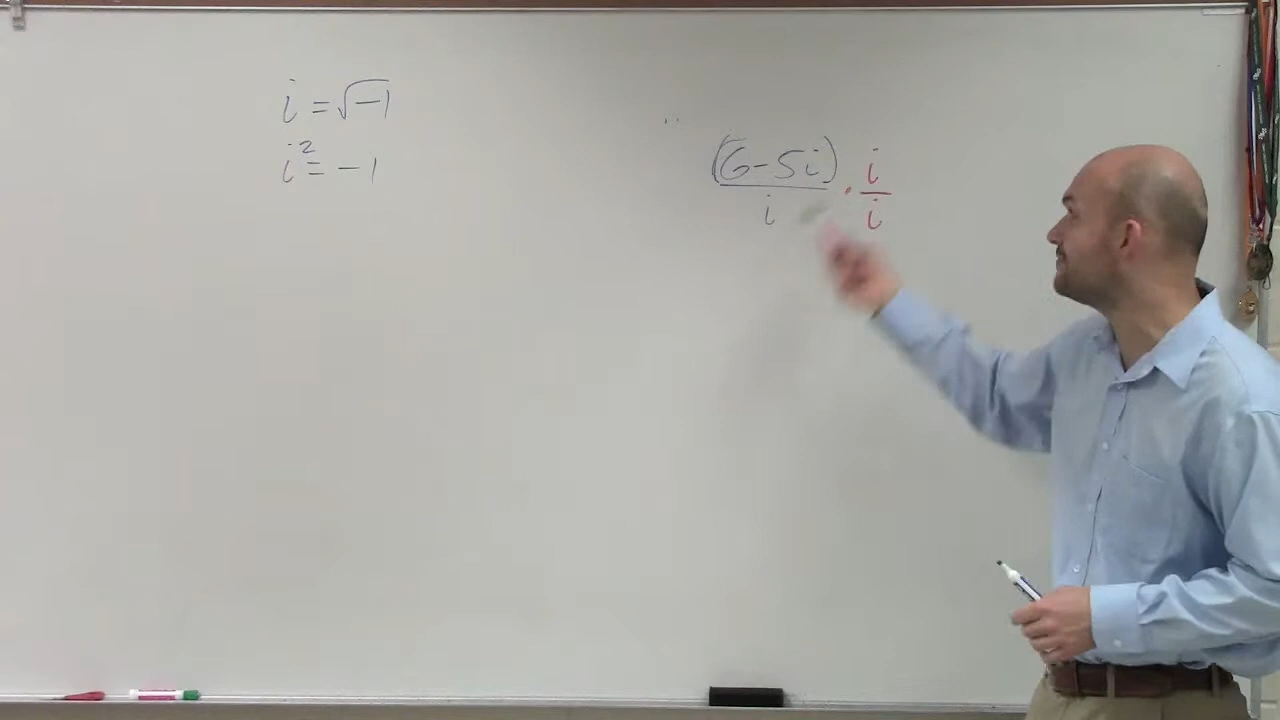 i = √-1
i² = -1
(6-5i)/i · i/i